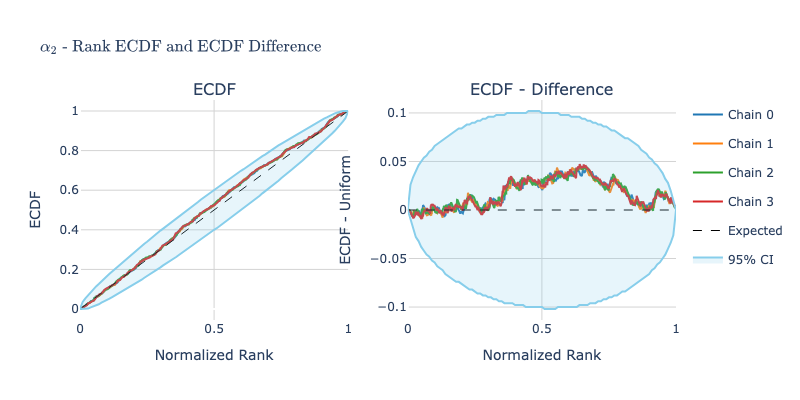 α₂ - Rank ECDF and ECDF Difference
ECDF
ECDF - Difference
ECDF
1
0.8
0.6
0.4
0.2
0
0
0.5
1
Normalized Rank
ECDF - Uniform
0.1
0.05
0
−0.05
−0.1
0
0.5
1
Normalized Rank
Chain 0
Chain 1
Chain 2
Chain 3
Expected
95% CI